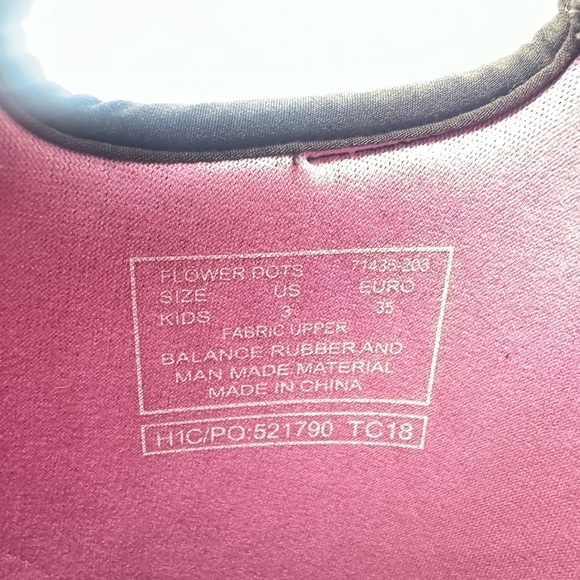 FLOWER DOTS 71436-203
SIZE US EURO
KIDS 3 35
FABRIC UPPER
BALANCE RUBBER AND
MAN MADE MATERIAL
MADE IN CHINA
H1C/PO:521790 TC18